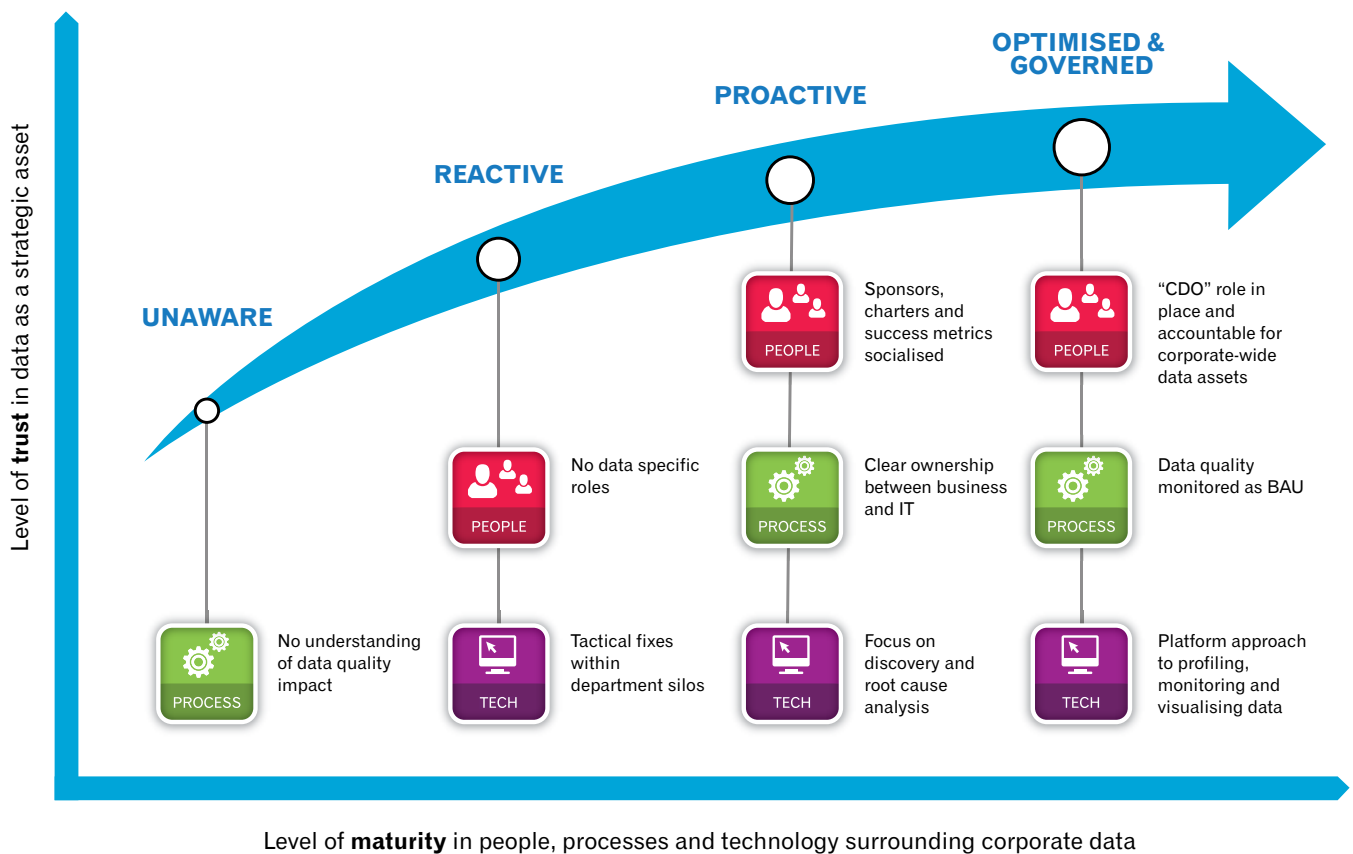 Level of trust in data as a strategic asset
UNAWARE
REACTIVE
PROACTIVE
OPTIMISED &
GOVERNED
PROCESS
No understanding
of data quality
impact
PEOPLE
No data specific
roles
TECH
Tactical fixes
within
department silos
PEOPLE
Sponsors,
charters and
success metrics
socialised
PROCESS
Clear ownership
between business
and IT
TECH
Focus on
discovery and
root cause
analysis
PEOPLE
“CDO” role in
place and
accountable for
corporate-wide
data assets
PROCESS
Data quality
monitored as BAU
TECH
Platform approach
to profiling,
monitoring and
visualising data
Level of maturity in people, processes and technology surrounding corporate data